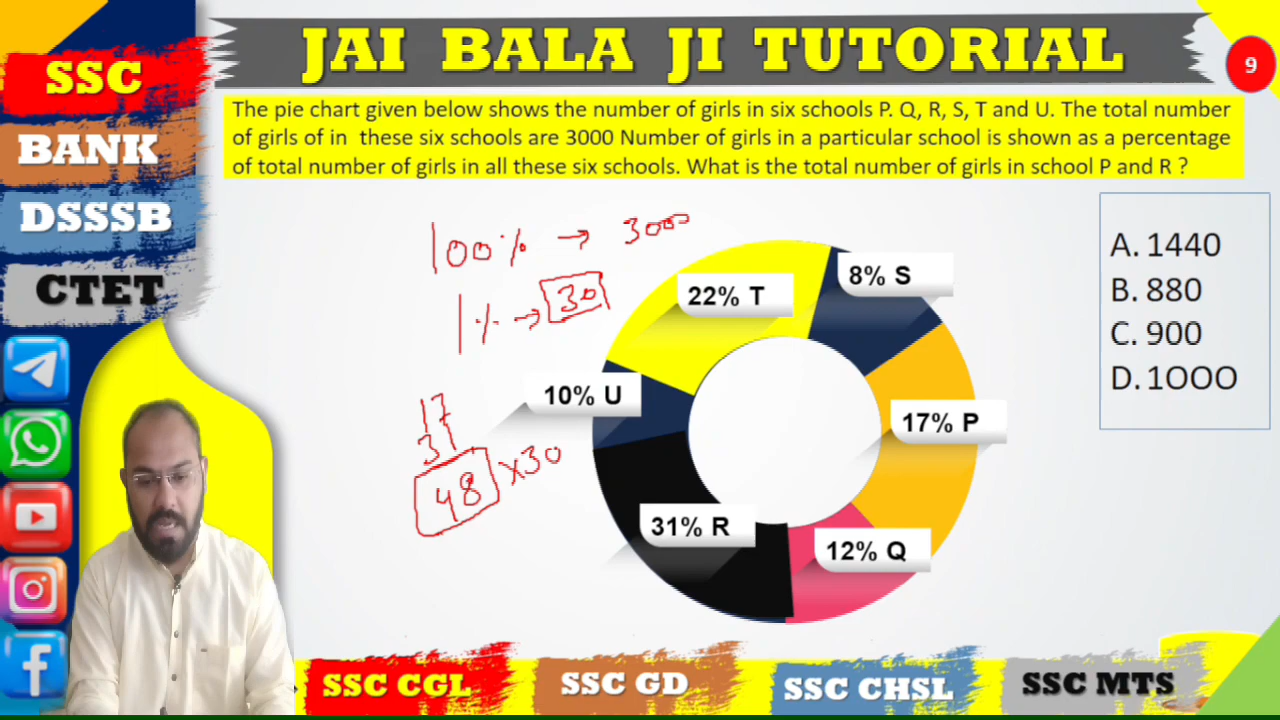 JAI BALA JI TUTORIAL
9
SSC
BANK
DSSSB
CTET
The pie chart given below shows the number of girls in six schools P. Q, R, S, T and U. The total number
of girls of in these six schools are 3000 Number of girls in a particular school is shown as a percentage
of total number of girls in all these six schools. What is the total number of girls in school P and R ?
100% → 3000
1% → 30
17
31
48 x30
22% T
8% S
10% U
17% P
31% R
12% Q
A. 1440
B. 880
C. 900
D. 1OOO
SSC CGL
SSC GD
SSC CHSL
SSC MTS